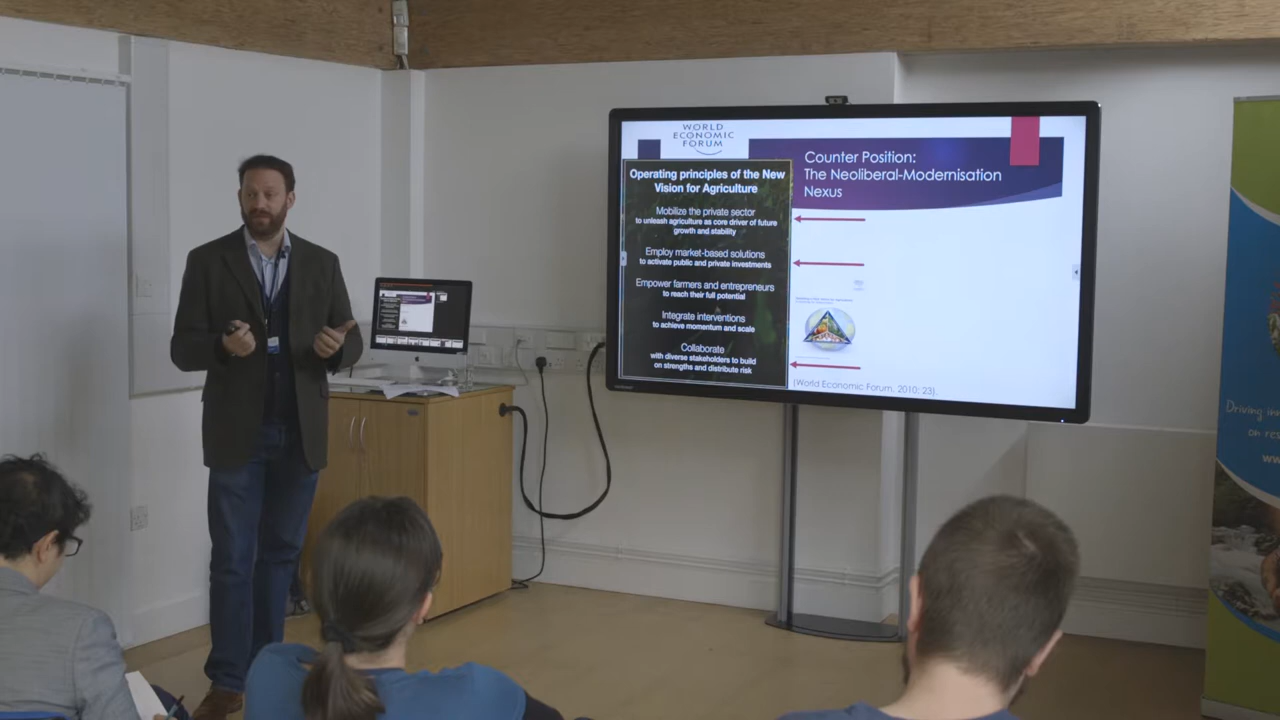 WORLD
ECONOMIC
FORUM
Counter Position:
The Neoliberal-Modernisation
Nexus
Operating principles of the New
Vision for Agriculture
Mobilize the private sector
to unleash agriculture as core driver of future
growth and stability
Employ market-based solutions
to activate public and private investments
Empower farmers and entrepreneurs
to reach their full potential
Integrate interventions
to achieve momentum and scale
Collaborate
with diverse stakeholders to build
on strengths and distribute risk
(World Economic Forum, 2010: 23)
Driving
on